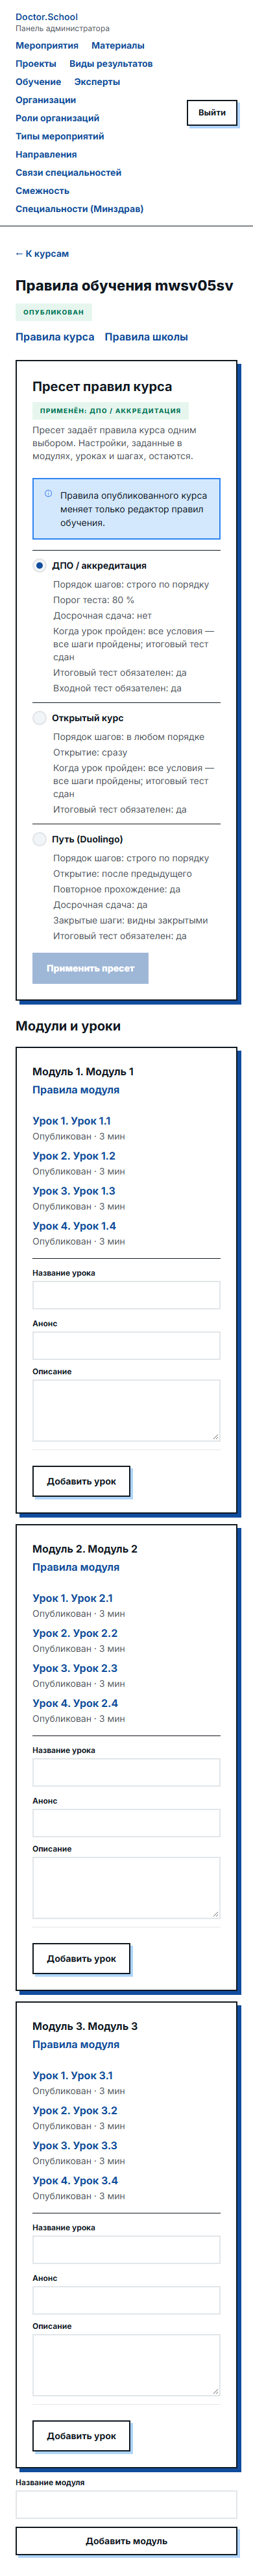 Doctor.School
Панель администратора
Мероприятия Материалы
Проекты Виды результатов
Обучение Эксперты
Организации
Роли организаций
Типы мероприятий
Направления
Связи специальностей
Смежность
Специальности (Минздрав)
Выйти
← К курсам
Правила обучения mwsv05sv
ОПУБЛИКОВАН
Правила курса Правила школы
Пресет правил курса
ПРИМЕНЁН: ДПО / АККРЕДИТАЦИЯ
Пресет задаёт правила курса одним
выбором. Настройки, заданные в
модулях, уроках и шагах, остаются.
Правила опубликованного курса
меняет только редактор правил
обучения.
ДПО / аккредитация
Порядок шагов: строго по порядку
Порог теста: 80 %
Досрочная сдача: нет
Когда урок пройден: все условия —
все шаги пройдены; итоговый тест
сдан
Итоговый тест обязателен: да
Входной тест обязателен: да
Открытый курс
Порядок шагов: в любом порядке
Открытие: сразу
Когда урок пройден: все условия —
все шаги пройдены; итоговый тест
сдан
Итоговый тест обязателен: да
Путь (Duolingo)
Порядок шагов: строго по порядку
Открытие: после предыдущего
Повторное прохождение: да
Досрочная сдача: да
Закрытые шаги: видны закрытыми
Итоговый тест обязателен: да
Применить пресет
Модули и уроки
Модуль 1. Модуль 1
Правила модуля
Урок 1. Урок 1.1
Опубликован · 3 мин
Урок 2. Урок 1.2
Опубликован · 3 мин
Урок 3. Урок 1.3
Опубликован · 3 мин
Урок 4. Урок 1.4
Опубликован · 3 мин
Название урока
Анонс
Описание
Добавить урок
Модуль 2. Модуль 2
Правила модуля
Урок 1. Урок 2.1
Опубликован · 3 мин
Урок 2. Урок 2.2
Опубликован · 3 мин
Урок 3. Урок 2.3
Опубликован · 3 мин
Урок 4. Урок 2.4
Опубликован · 3 мин
Название урока
Анонс
Описание
Добавить урок
Модуль 3. Модуль 3
Правила модуля
Урок 1. Урок 3.1
Опубликован · 3 мин
Урок 2. Урок 3.2
Опубликован · 3 мин
Урок 3. Урок 3.3
Опубликован · 3 мин
Урок 4. Урок 3.4
Опубликован · 3 мин
Название урока
Анонс
Описание
Добавить урок
Название модуля
Добавить модуль